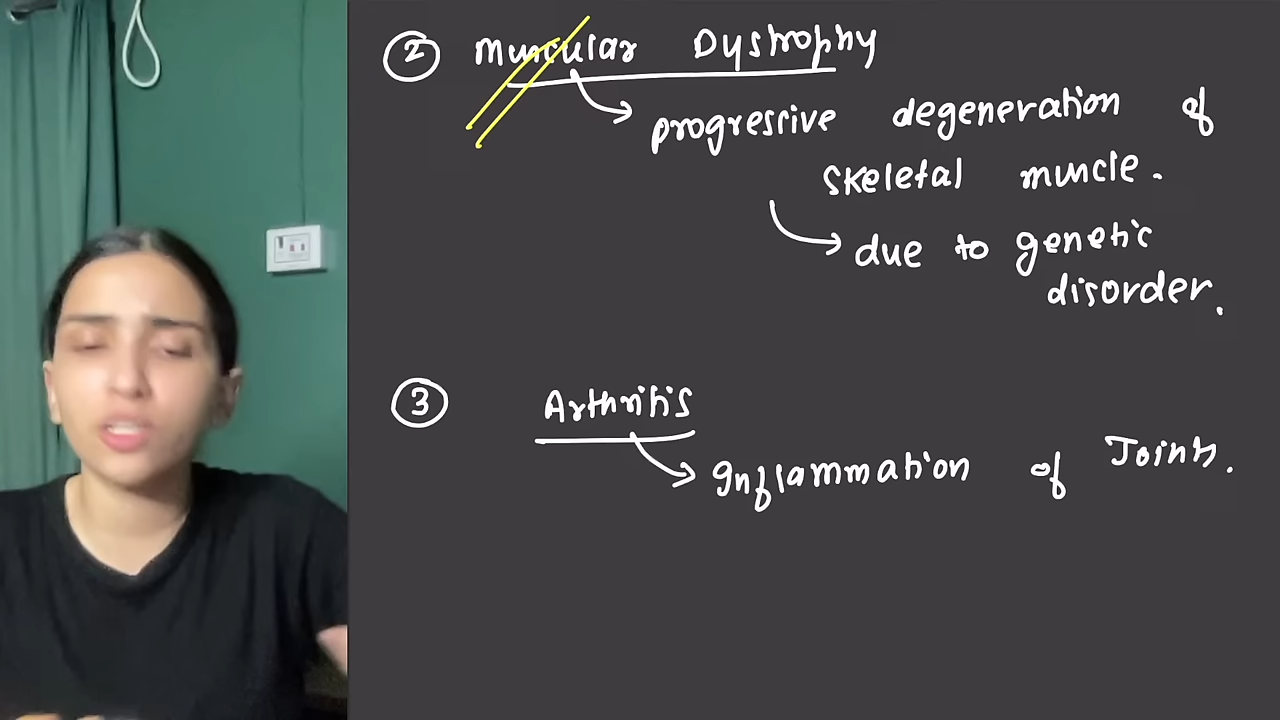 ② Muscular Dystrophy
progressive degeneration of
skeletal muscle.
due to genetic
disorder.
③ Arthritis
Inflammation of Joints.